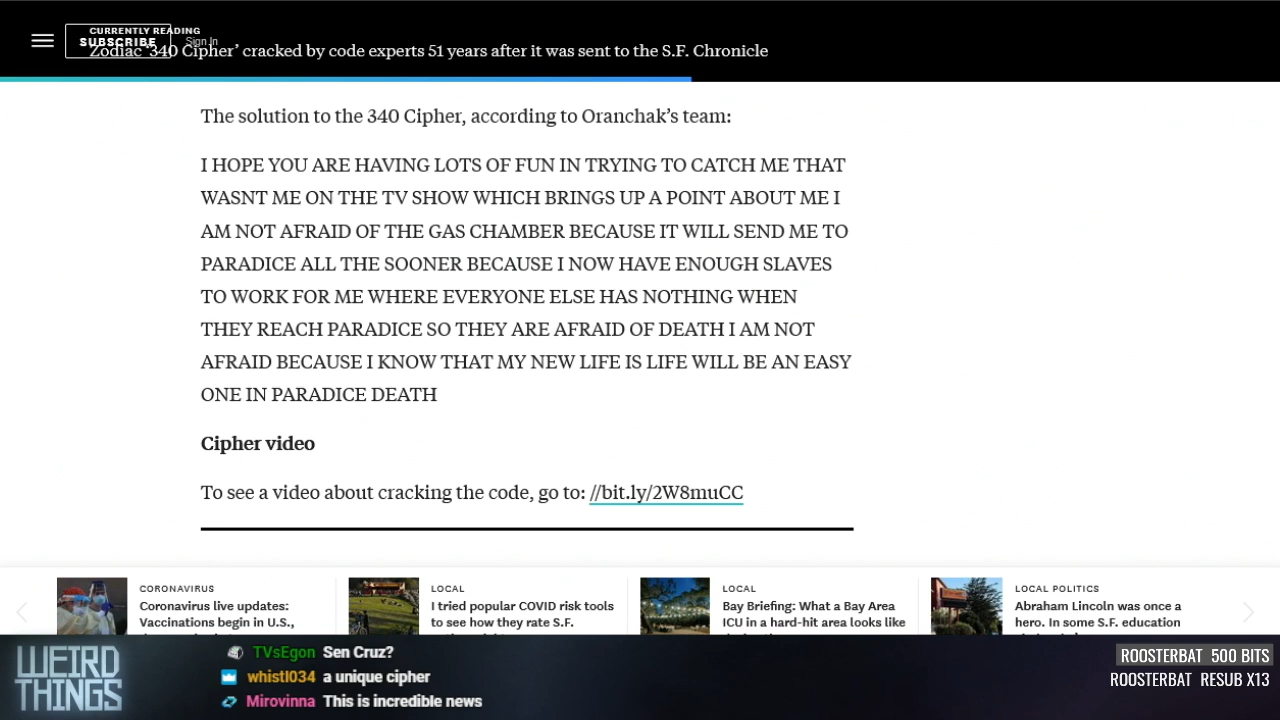 CURRENTLY READING
SUBSCRIBE
Sign In
Zodiac ‘340 Cipher’ cracked by code experts 51 years after it was sent to the S.F. Chronicle
The solution to the 340 Cipher, according to Oranchak’s team:
I HOPE YOU ARE HAVING LOTS OF FUN IN TRYING TO CATCH ME THAT
WASNT ME ON THE TV SHOW WHICH BRINGS UP A POINT ABOUT ME I
AM NOT AFRAID OF THE GAS CHAMBER BECAUSE IT WILL SEND ME TO
PARADICE ALL THE SOONER BECAUSE I NOW HAVE ENOUGH SLAVES
TO WORK FOR ME WHERE EVERYONE ELSE HAS NOTHING WHEN
THEY REACH PARADICE SO THEY ARE AFRAID OF DEATH I AM NOT
AFRAID BECAUSE I KNOW THAT MY NEW LIFE IS LIFE WILL BE AN EASY
ONE IN PARADICE DEATH
Cipher video
To see a video about cracking the code, go to: //bit.ly/2W8muCC
CORONAVIRUS
Coronavirus live updates:
Vaccinations begin in U.S.,
LOCAL
I tried popular COVID risk tools
to see how they rate S.F.
LOCAL
Bay Briefing: What a Bay Area
ICU in a hard-hit area looks like
LOCAL POLITICS
Abraham Lincoln was once a
hero. In some S.F. education
WEIRD
THINGS
TVsEgon Sen Cruz?
whistl034 a unique cipher
Mirovinna This is incredible news
ROOSTERBAT 500 BITS
ROOSTERBAT RESUB X13